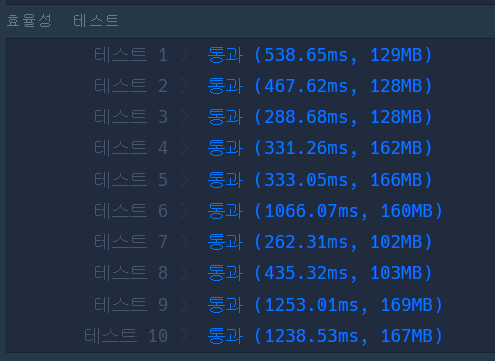 효율성 테스트
테스트 1 〉 통과 (538.65ms, 129MB)
테스트 2 〉 통과 (467.62ms, 128MB)
테스트 3 〉 통과 (288.68ms, 128MB)
테스트 4 〉 통과 (331.26ms, 162MB)
테스트 5 〉 통과 (333.05ms, 166MB)
테스트 6 〉 통과 (1066.07ms, 160MB)
테스트 7 〉 통과 (262.31ms, 102MB)
테스트 8 〉 통과 (435.32ms, 103MB)
테스트 9 〉 통과 (1253.01ms, 169MB)
테스트 10 〉 통과 (1238.53ms, 167MB)